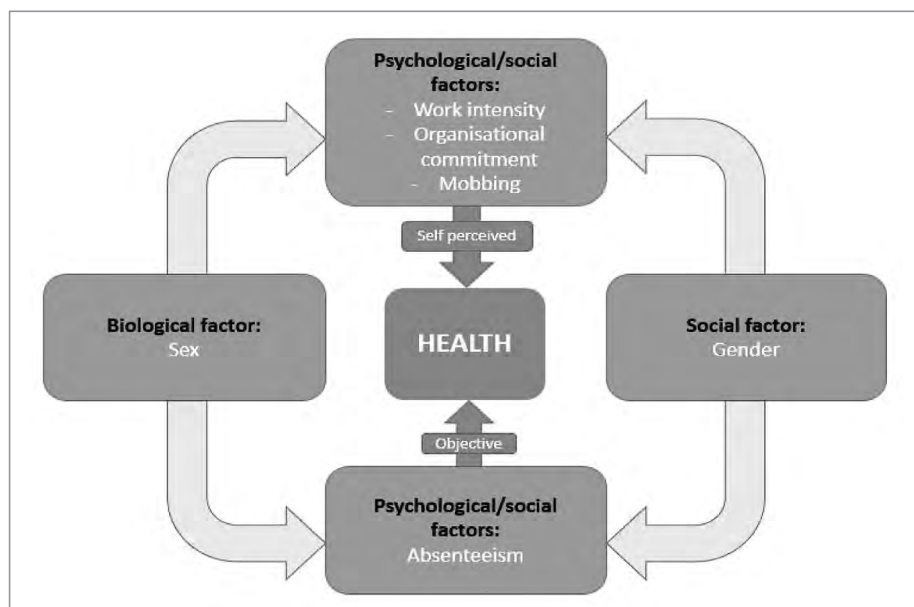 Psychological/social
factors:
- Work intensity
- Organisational
commitment
- Mobbing
Self perceived
Biological factor:
Sex
HEALTH
Social factor:
Gender
Objective
Psychological/social
factors:
Absenteeism